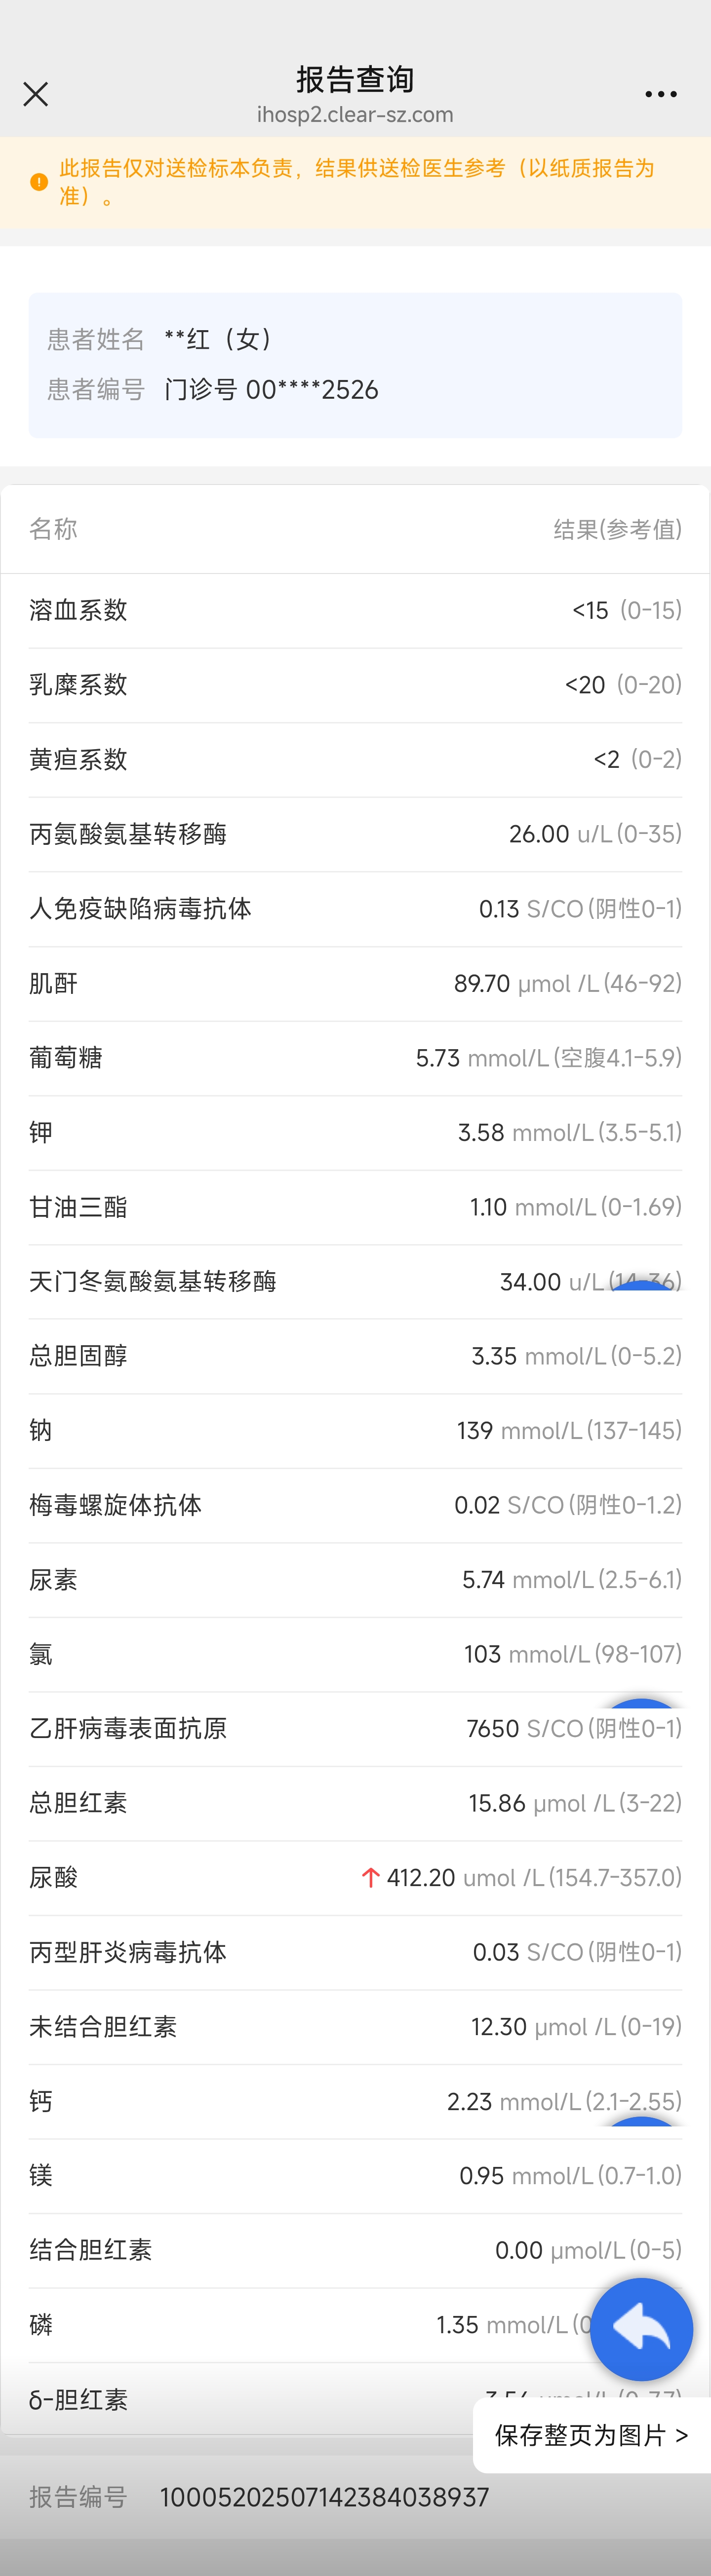 报告查询
ihosp2.clear-sz.com
此报告仅对送检标本负责，结果供送检医生参考（以纸质报告为
准）。
患者姓名 **红（女）
患者编号 门诊号 00****2526
名称 结果(参考值)
溶血系数 <15 (0-15)
乳糜系数 <20 (0-20)
黄疸系数 <2 (0-2)
丙氨酸氨基转移酶 26.00 u/L(0-35)
人免疫缺陷病毒抗体 0.13 S/CO(阴性0-1)
肌酐 89.70 μmol /L(46-92)
葡萄糖 5.73 mmol/L(空腹4.1-5.9)
钾 3.58 mmol/L(3.5-5.1)
甘油三酯 1.10 mmol/L(0-1.69)
天门冬氨酸氨基转移酶 34.00 u/L(14-36)
总胆固醇 3.35 mmol/L(0-5.2)
钠 139 mmol/L(137-145)
梅毒螺旋体抗体 0.02 S/CO(阴性0-1.2)
尿素 5.74 mmol/L(2.5-6.1)
氯 103 mmol/L(98-107)
乙肝病毒表面抗原 7650 S/CO(阴性0-1)
总胆红素 15.86 μmol /L(3-22)
尿酸 ↑ 412.20 umol /L(154.7-357.0)
丙型肝炎病毒抗体 0.03 S/CO(阴性0-1)
未结合胆红素 12.30 μmol /L(0-19)
钙 2.23 mmol/L(2.1-2.55)
镁 0.95 mmol/L(0.7-1.0)
结合胆红素 0.00 μmol/L(0-5)
磷 1.35 mmol/L(0
δ-胆红素
保存整页为图片 >
报告编号 10005202507142384038937